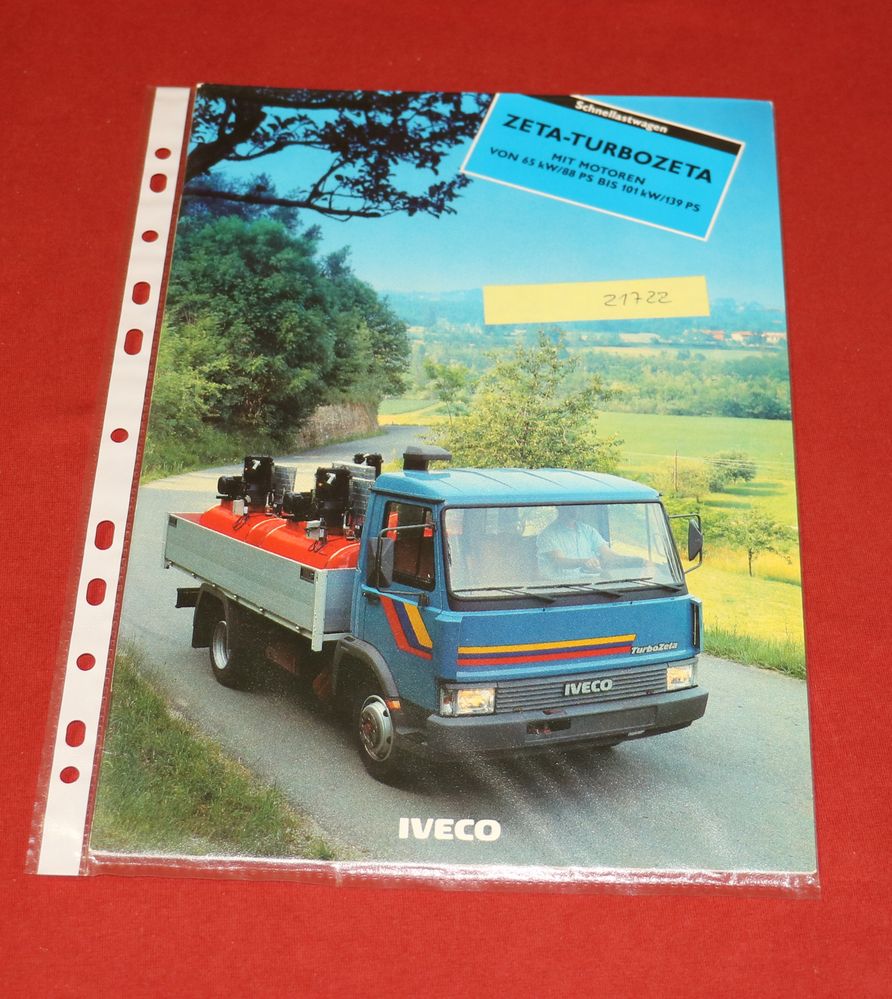 Schnellastwagen
ZETA-TURBOZETA
MIT MOTOREN
VON 65 kW/88 PS BIS 101 kW/139 PS
21722
TurboZeta
IVECO
IVECO